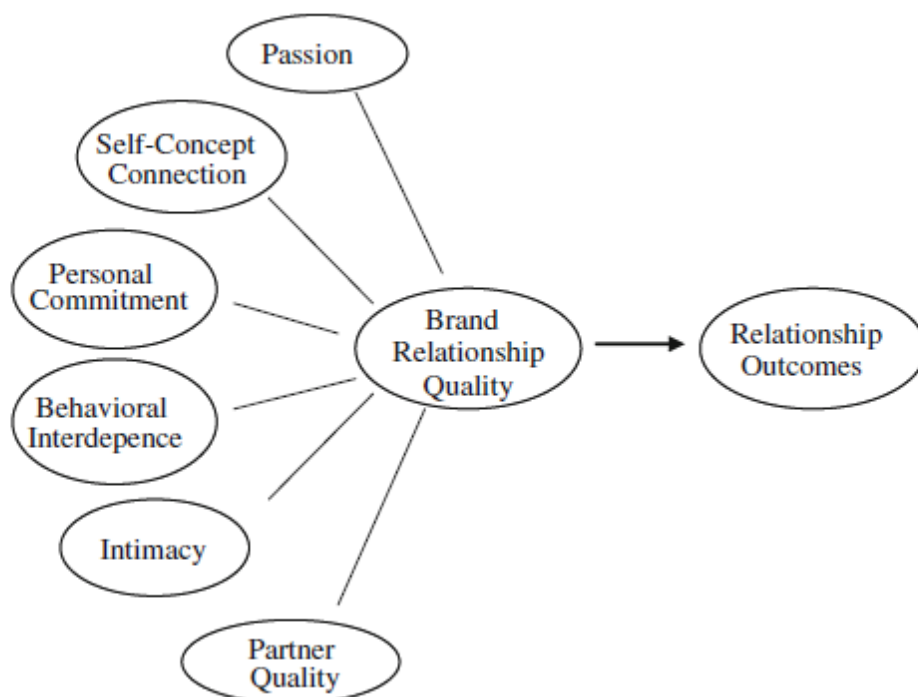 Passion
Self-Concept
Connection
Personal
Commitment
Behavioral
Interdepence
Intimacy
Partner
Quality
Brand
Relationship
Quality
Relationship
Outcomes